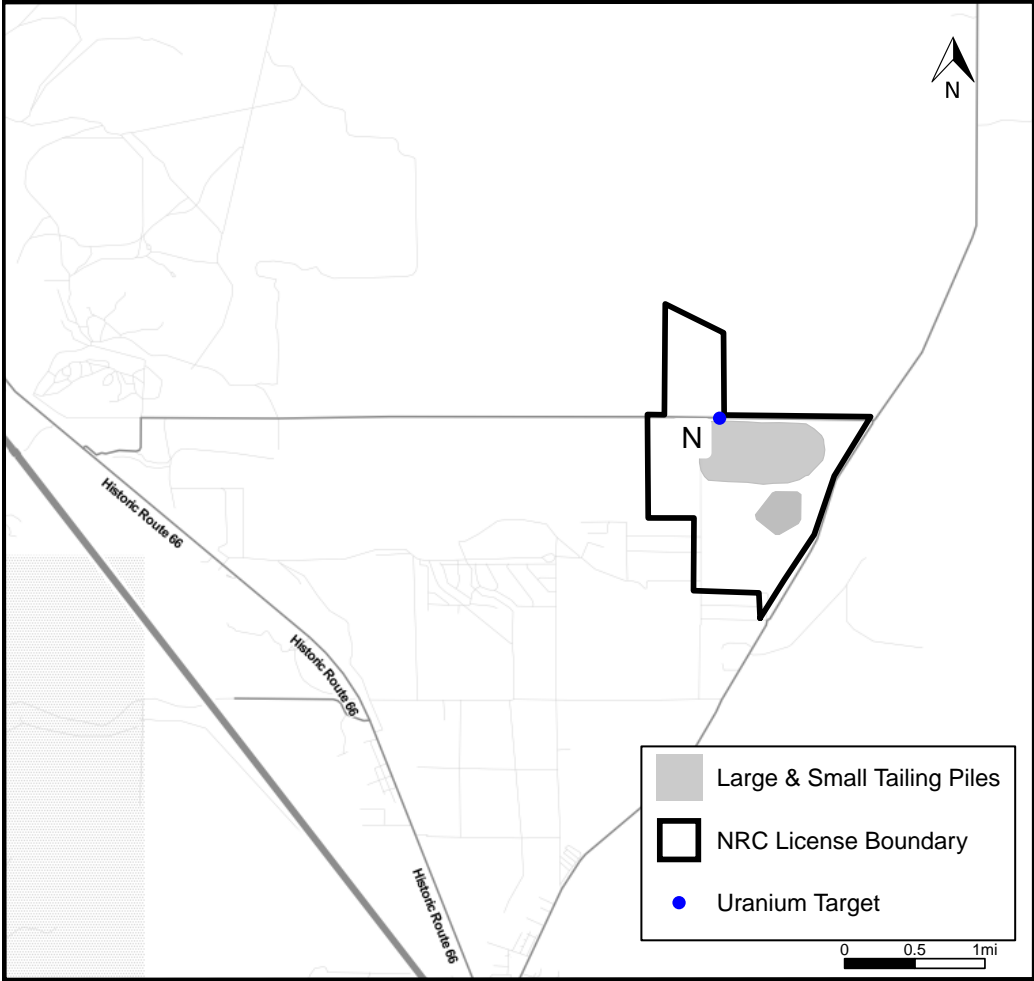 N
N
Historic Route 66
Historic Route 66
Historic Route 66
Large & Small Tailing Piles
NRC License Boundary
Uranium Target
0 0.5 1mi